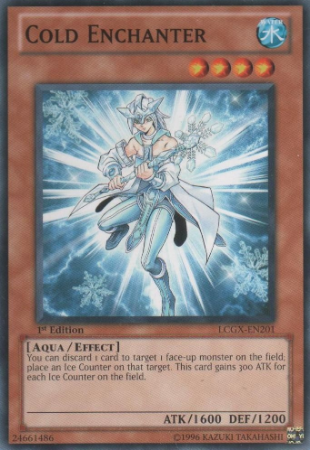 COLD ENCHANTER
WATER
水
1st Edition
LCGX-EN201
[AQUA / EFFECT]
You can discard 1 card to target 1 face-up monster on the field;
place an Ice Counter on that target. This card gains 300 ATK for
each Ice Counter on the field.
ATK/1600 DEF/1200
24661486
©1996 KAZUKI TAKAHASHI